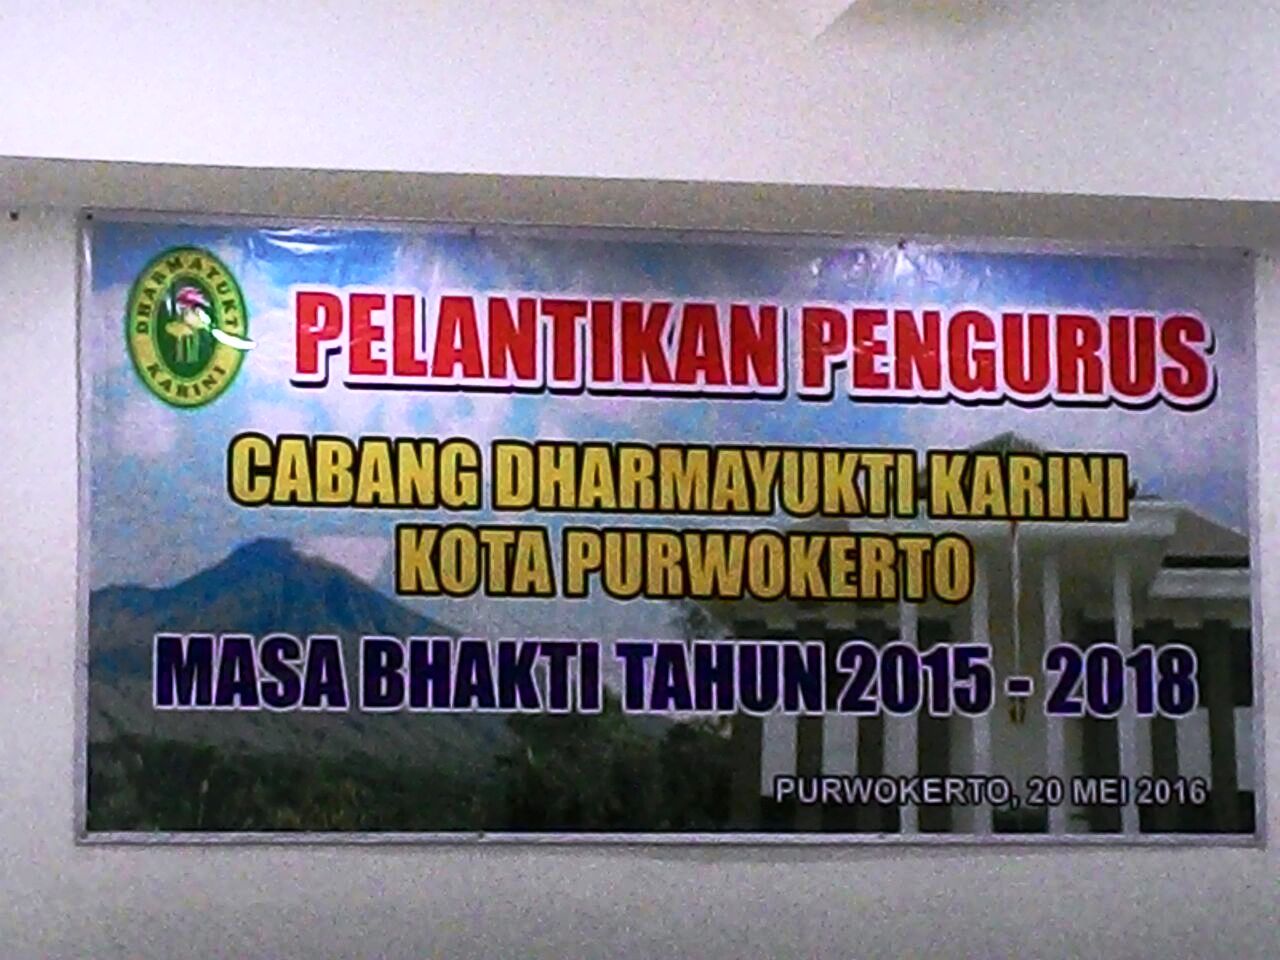 DHARMAYUKTI
KARINI
PELANTIKAN PENGURUS
CABANG DHARMAYUKTI KARINI
KOTA PURWOKERTO
MASA BHAKTI TAHUN 2015 - 2018
PURWOKERTO, 20 MEI 2016